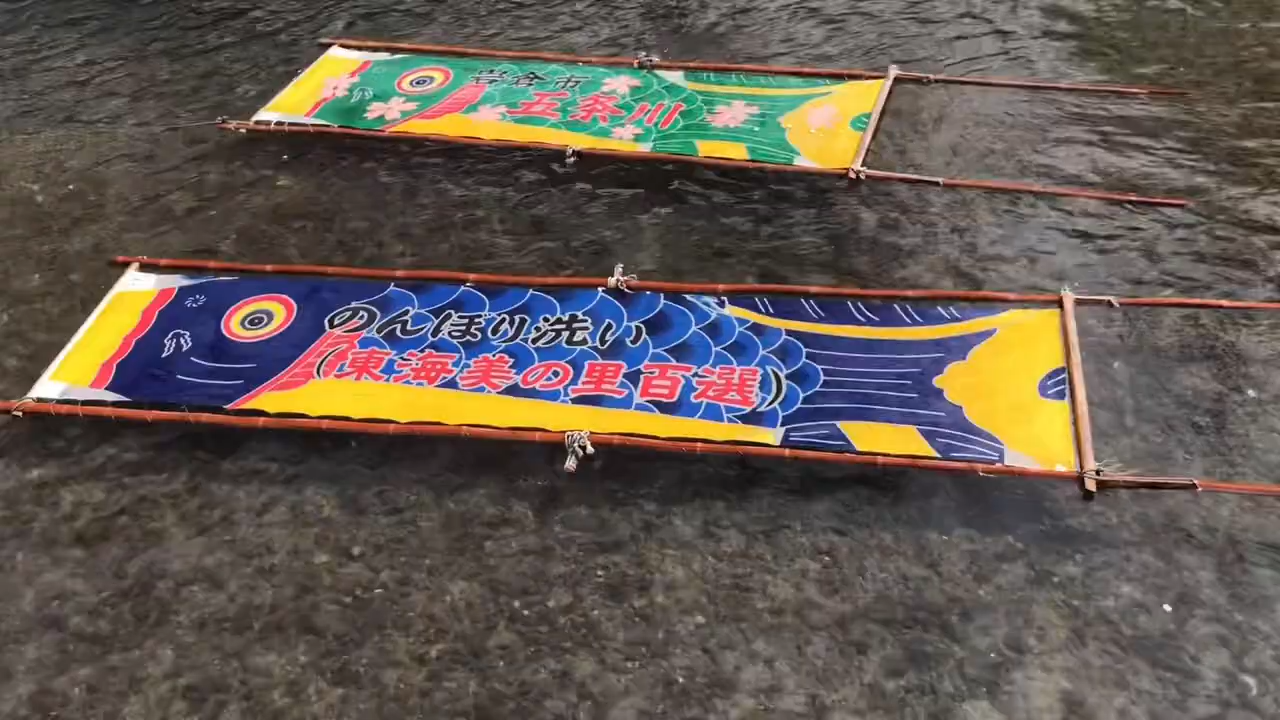 岩倉市
五条川
のんぼり洗い
(東海美の里百選)